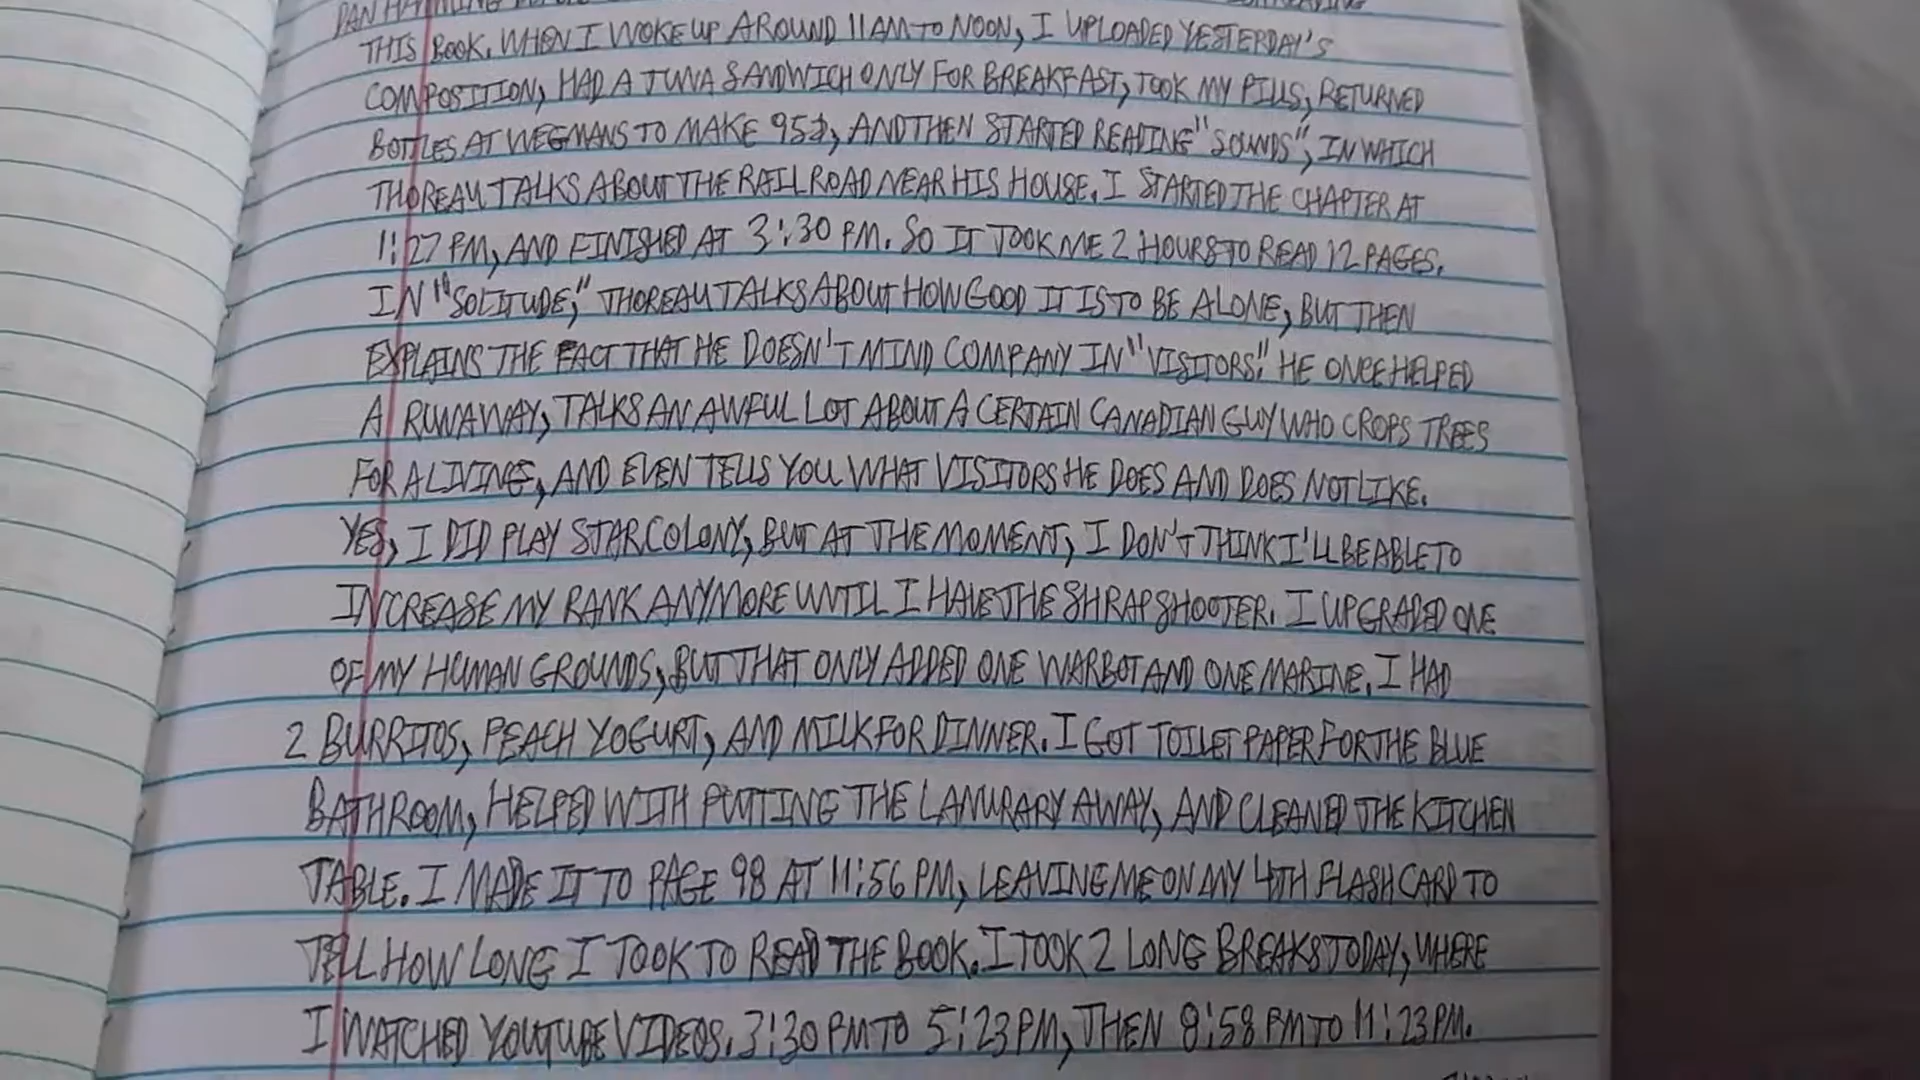 THIS BOOK. WHEN I WOKE UP AROUND 11 AM TO NOON, I UPLOADED YESTERDAY'S
COMPOSITION, HAD A TUNA SANDWICH ONLY FOR BREAKFAST, TOOK MY PILLS, RETURNED
BOTTLES AT WEGMANS TO MAKE 95¢, AND THEN STARTED READING "SOUNDS", IN WHICH
THOREAU TALKS ABOUT THE RAILROAD NEAR HIS HOUSE. I STARTED THE CHAPTER AT
1:27 PM, AND FINISHED AT 3:30 PM. SO IT TOOK ME 2 HOURS TO READ 12 PAGES.
IN "SOLITUDE," THOREAU TALKS ABOUT HOW GOOD IT IS TO BE ALONE, BUT THEN
EXPLAINS THE FACT THAT HE DOESN'T MIND COMPANY IN "VISITORS." HE ONCE HELPED
A RUNAWAY, TALKS AN AWFUL LOT ABOUT A CERTAIN CANADIAN GUY WHO CROPS TREES
FOR A LIVING, AND EVEN TELLS YOU WHAT VISITORS HE DOES AND DOES NOT LIKE.
YES, I DID PLAY STAR COLONY, BUT AT THE MOMENT, I DON'T THINK I'LL BE ABLE TO
INCREASE MY RANK ANYMORE UNTIL I HAVE THE SHRAPSHOOTER. I UPGRADED ONE
OF MY HUMAN GROUNDS, BUT THAT ONLY ADDED ONE WARBOT AND ONE MARINE. I HAD
2 BURRITOS, PEACH YOGURT, AND MILK FOR DINNER. I GOT TOILET PAPER FOR THE BLUE
BATHROOM, HELPED WITH PUTTING THE LANURARY AWAY, AND CLEANED THE KITCHEN
TABLE. I MADE IT TO PAGE 98 AT 11:56 PM, LEAVING ME ON MY 4TH FLASH CARD TO
TELL HOW LONG I TOOK TO READ THE BOOK. I TOOK 2 LONG BREAKS TODAY, WHERE
I WATCHED YOUTUBE VIDEOS. 3:30 PM TO 5:23 PM, THEN 8:58 PM TO 11:23 PM.